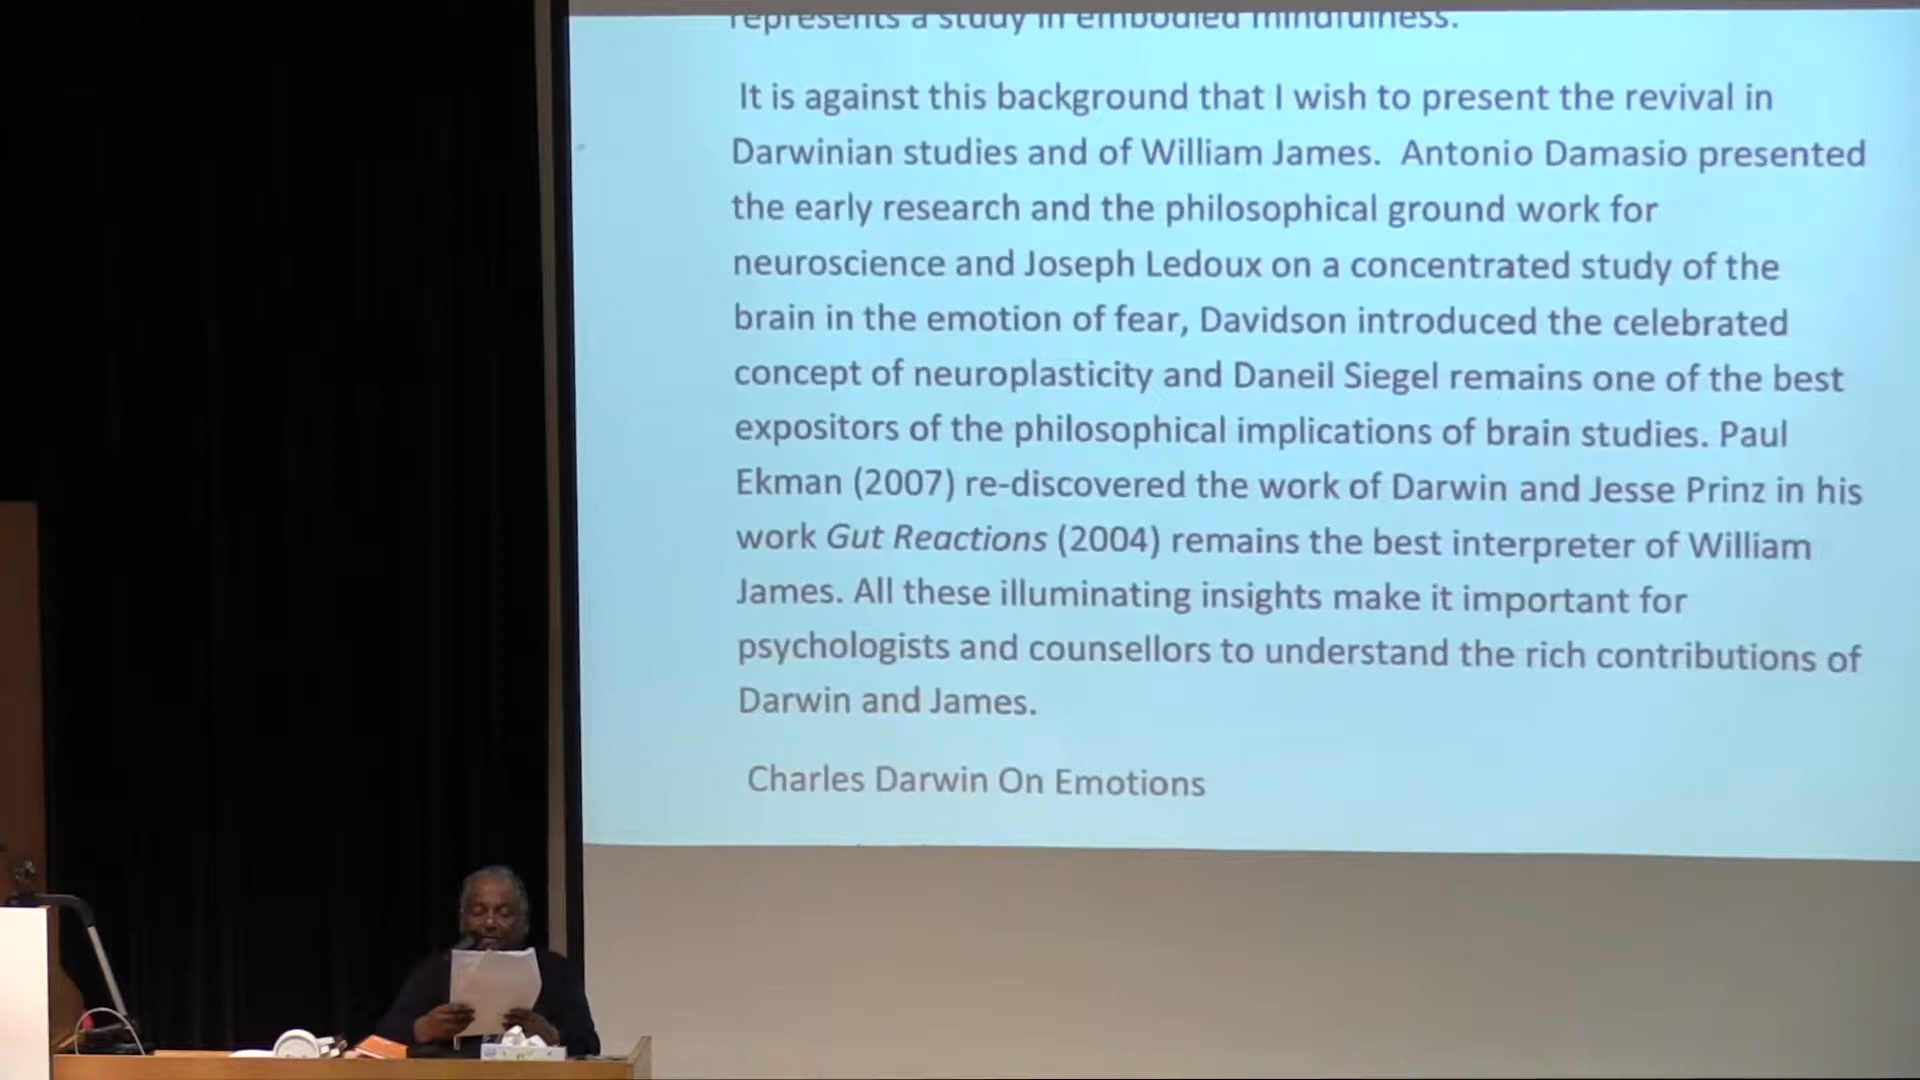 represents a study in embodied mindfulness.
It is against this background that I wish to present the revival in
Darwinian studies and of William James. Antonio Damasio presented
the early research and the philosophical ground work for
neuroscience and Joseph Ledoux on a concentrated study of the
brain in the emotion of fear, Davidson introduced the celebrated
concept of neuroplasticity and Daneil Siegel remains one of the best
expositors of the philosophical implications of brain studies. Paul
Ekman (2007) re-discovered the work of Darwin and Jesse Prinz in his
work Gut Reactions (2004) remains the best interpreter of William
James. All these illuminating insights make it important for
psychologists and counsellors to understand the rich contributions of
Darwin and James.
Charles Darwin On Emotions